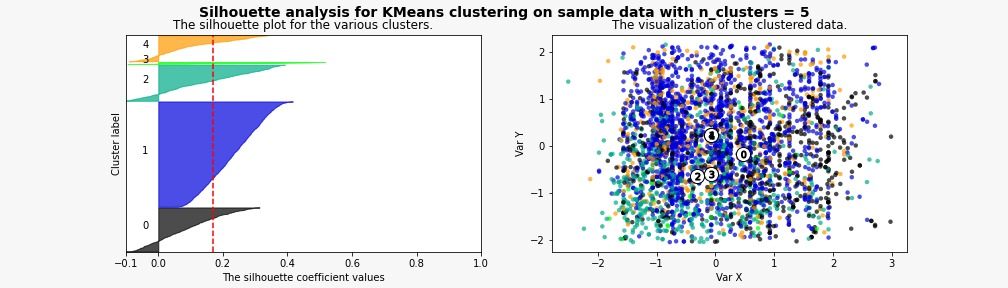 Silhouette analysis for KMeans clustering on sample data with n_clusters = 5
The silhouette plot for the various clusters.
Cluster label
4
3
2
1
0
−0.1 0.0 0.2 0.4 0.6 0.8 1.0
The silhouette coefficient values
The visualization of the clustered data.
Var Y
2
1
0
−1
−2
0
2 3
−2 −1 0 1 2 3
Var X